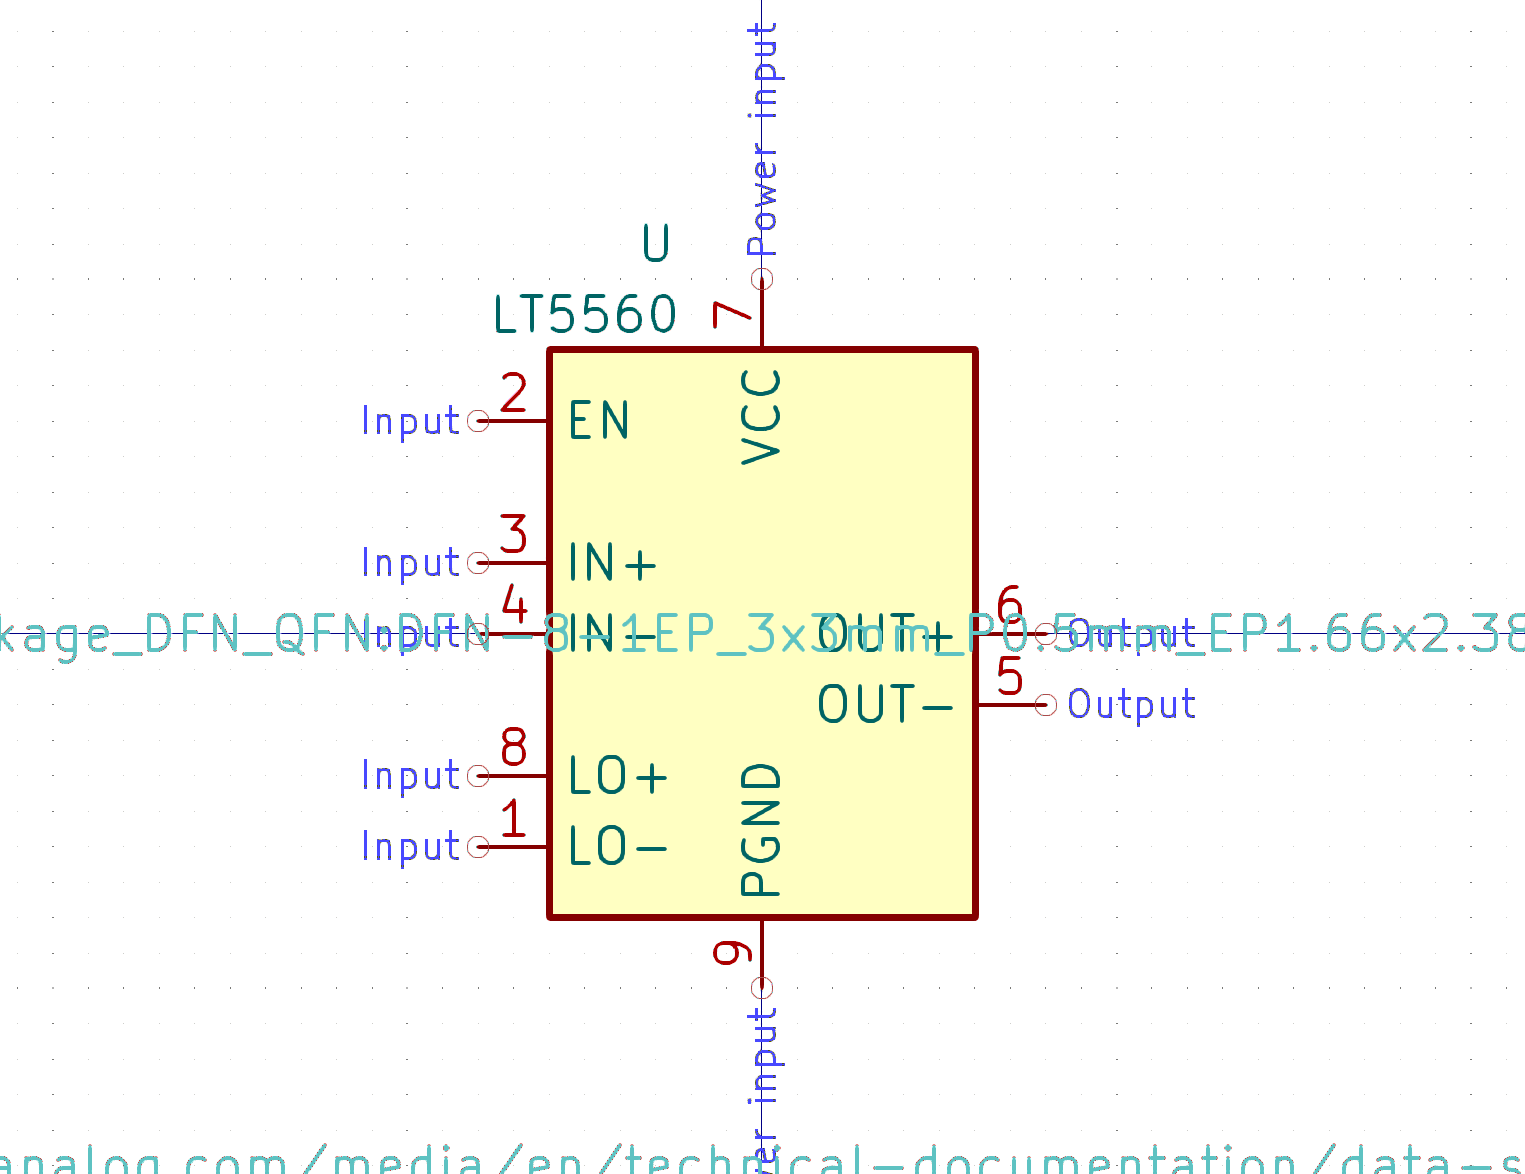 Power input
U
LT5560
7
2
Input
EN
VCC
3
Input
IN+
4
6
Input
IN-
OUT+
Output
kage_DFN_QFN:DFN-8-1EP_3x3mm_P0.5mm_EP1.66x2.38
5
OUT-
Output
8
Input
LO+
1
Input
LO-
PGND
9
input
analog.com/media/en/technical-documentation/data-s